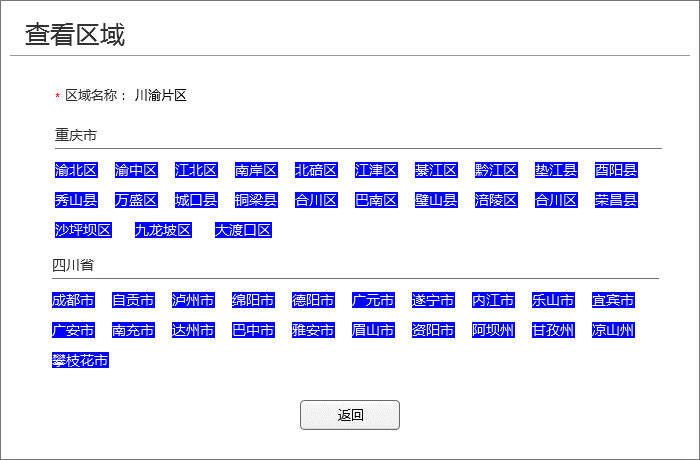 查看区域
* 区域名称： 川渝片区
重庆市
渝北区 渝中区 江北区 南岸区 北碚区 江津区 綦江区 黔江区 垫江县 酉阳县
秀山县 万盛区 城口县 铜梁县 合川区 巴南区 璧山县 涪陵区 合川区 荣昌县
沙坪坝区 九龙坡区 大渡口区
四川省
成都市 自贡市 泸州市 绵阳市 德阳市 广元市 遂宁市 内江市 乐山市 宜宾市
广安市 南充市 达州市 巴中市 雅安市 眉山市 资阳市 阿坝州 甘孜州 凉山州
攀枝花市
返回